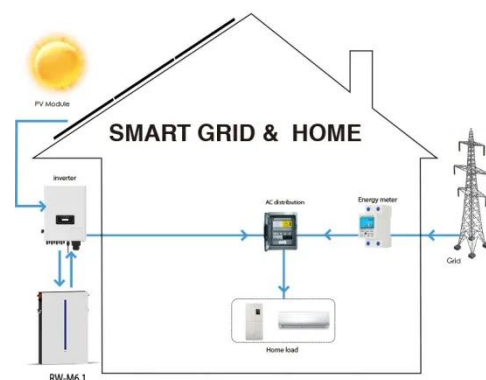 PV Module
SMART GRID & HOME
inverter
AC distribution
Energy meter
Grid
Home load
RW-M6.1